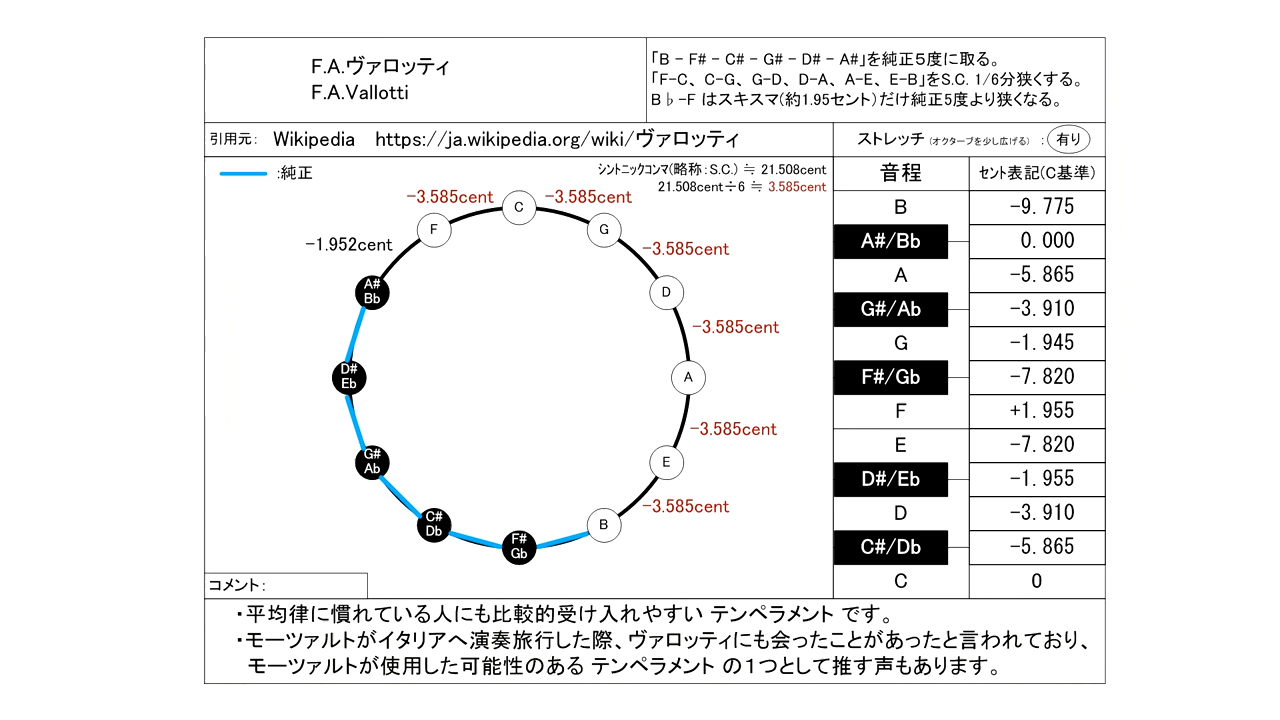 F.A.ヴァロッティ
F.A.Vallotti
「B - F# - C# - G# - D# - A#」を純正5度に取る。
「F-C、C-G、G-D、D-A、A-E、E-B」をS.C. 1/6分狭くする。
B♭-F はスキスマ(約1.95セント)だけ純正5度より狭くなる。
引用元: Wikipedia https://ja.wikipedia.org/wiki/ヴァロッティ
ストレッチ (オクターブを少し広げる) : 有り
:純正
シントニックコンマ(略称:S.C.) ≒ 21.508cent
21.508cent÷6 ≒ 3.585cent
-3.585cent
-3.585cent
-1.952cent
-3.585cent
-3.585cent
-3.585cent
-3.585cent
C
G
D
A
E
B
F#
Gb
C#
Db
G#
Ab
D#
Eb
A#
Bb
F
音程 セント表記(C基準)
B -9.775
A#/Bb 0.000
A -5.865
G#/Ab -3.910
G -1.945
F#/Gb -7.820
F +1.955
E -7.820
D#/Eb -1.955
D -3.910
C#/Db -5.865
C 0
コメント:
・平均律に慣れている人にも比較的受け入れやすい テンペラメント です。
・モーツァルトがイタリアへ演奏旅行した際、ヴァロッティにも会ったことがあったと言われており、
モーツァルトが使用した可能性のある テンペラメント の1つとして推す声もあります。